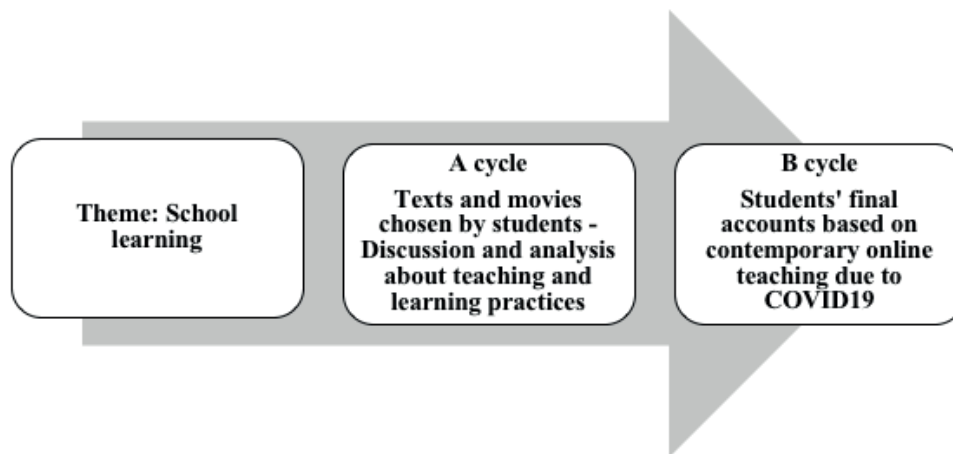 Theme: School
learning
A cycle
Texts and movies
chosen by students -
Discussion and analysis
about teaching and
learning practices
B cycle
Students' final
accounts based on
contemporary online
teaching due to
COVID19